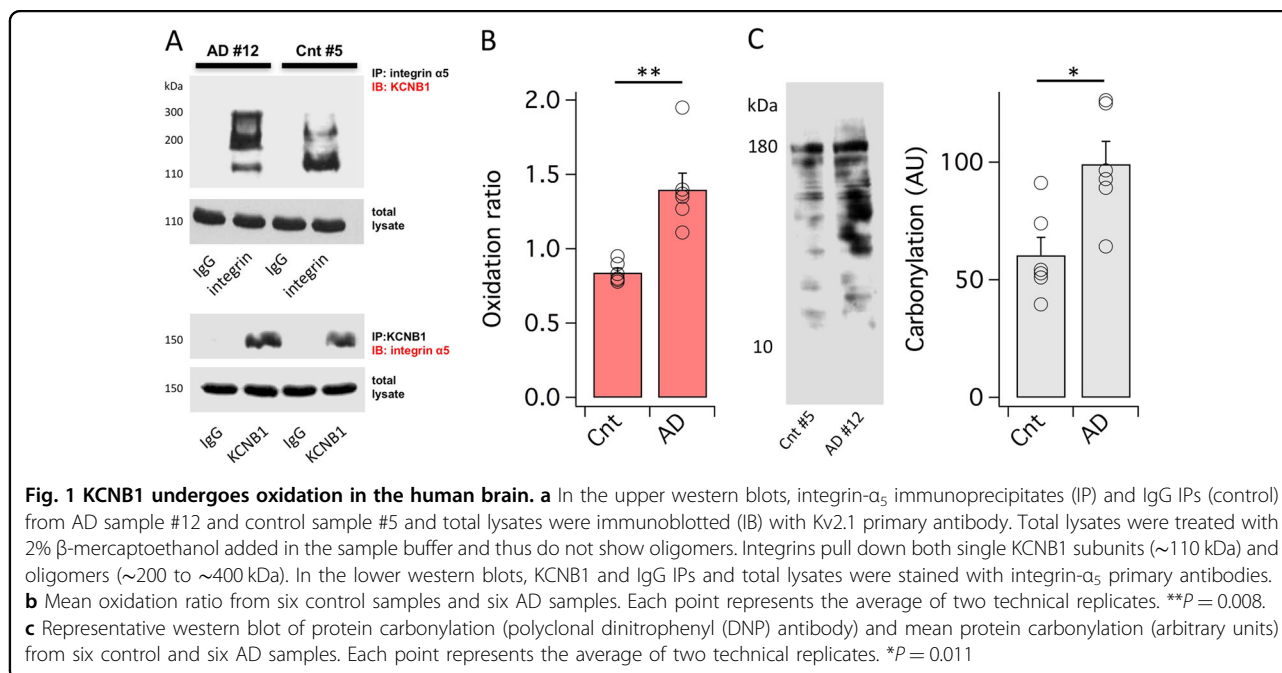 A
AD #12 Cnt #5
IP: integrin α5
IB: KCNB1
kDa
300
200
110
110
total
lysate
IgG
integrin
IgG
integrin
150
IP:KCNB1
IB: integrin α5
150
total
lysate
IgG
KCNB1
IgG
KCNB1
B
**
2.0
1.5
1.0
0.5
0.0
Oxidation ratio
Cnt
AD
C
kDa
180
10
Cnt #5
AD #12
*
100
50
0
Carbonylation (AU)
Cnt
AD
Fig. 1 KCNB1 undergoes oxidation in the human brain. a In the upper western blots, integrin-α₅ immunoprecipitates (IP) and IgG IPs (control)
from AD sample #12 and control sample #5 and total lysates were immunoblotted (IB) with Kv2.1 primary antibody. Total lysates were treated with
2% β-mercaptoethanol added in the sample buffer and thus do not show oligomers. Integrins pull down both single KCNB1 subunits (~110 kDa) and
oligomers (~200 to ~400 kDa). In the lower western blots, KCNB1 and IgG IPs and total lysates were stained with integrin-α₅ primary antibodies.
b Mean oxidation ratio from six control samples and six AD samples. Each point represents the average of two technical replicates. **P = 0.008.
c Representative western blot of protein carbonylation (polyclonal dinitrophenyl (DNP) antibody) and mean protein carbonylation (arbitrary units)
from six control and six AD samples. Each point represents the average of two technical replicates. *P = 0.011